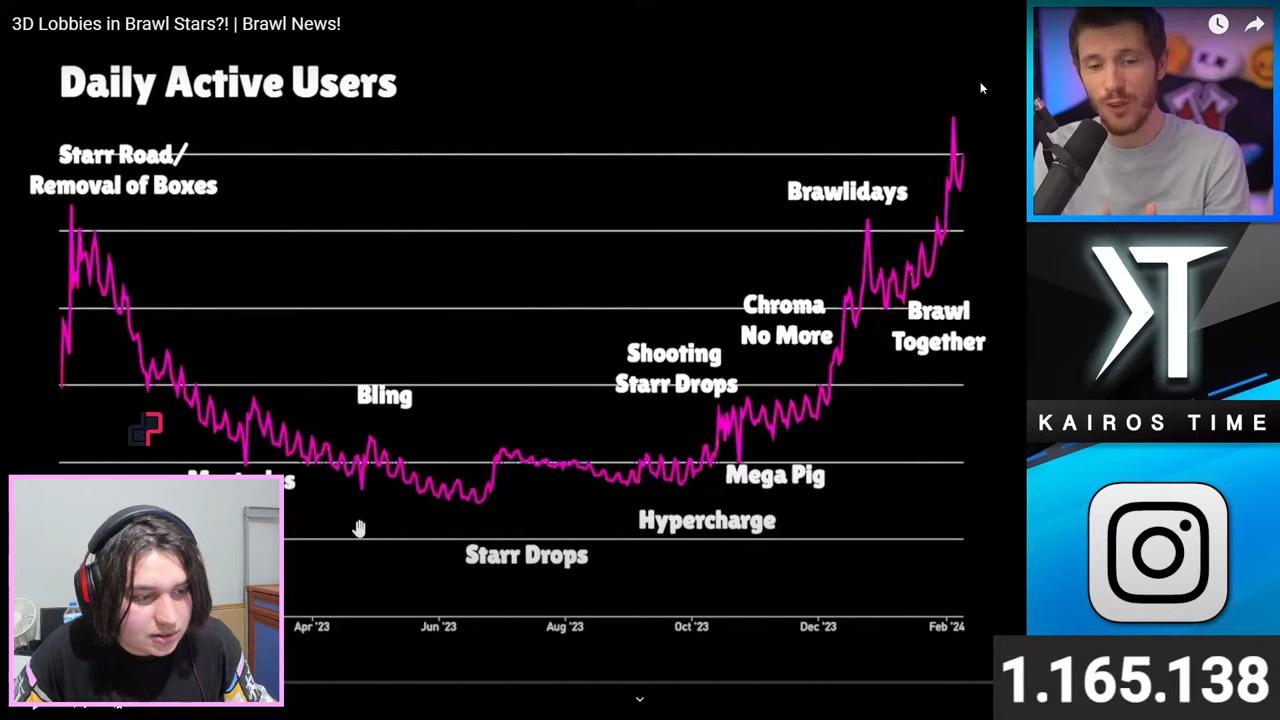 3D Lobbies in Brawl Stars?! | Brawl News!
Daily Active Users
Starr Road/
Removal of Boxes
Brawlidays
Chroma
No More
Brawl
Together
Shooting
Starr Drops
Bling
Mega Pig
Hypercharge
Starr Drops
Apr '23
Jun '23
Aug '23
Oct '23
Dec '23
Feb '24
KT
KAIROS TIME
1.165.138